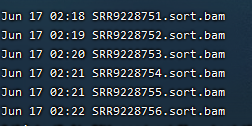 Jun 17 02:18 SRR9228751.sort.bam
Jun 17 02:19 SRR9228752.sort.bam
Jun 17 02:20 SRR9228753.sort.bam
Jun 17 02:21 SRR9228754.sort.bam
Jun 17 02:21 SRR9228755.sort.bam
Jun 17 02:22 SRR9228756.sort.bam